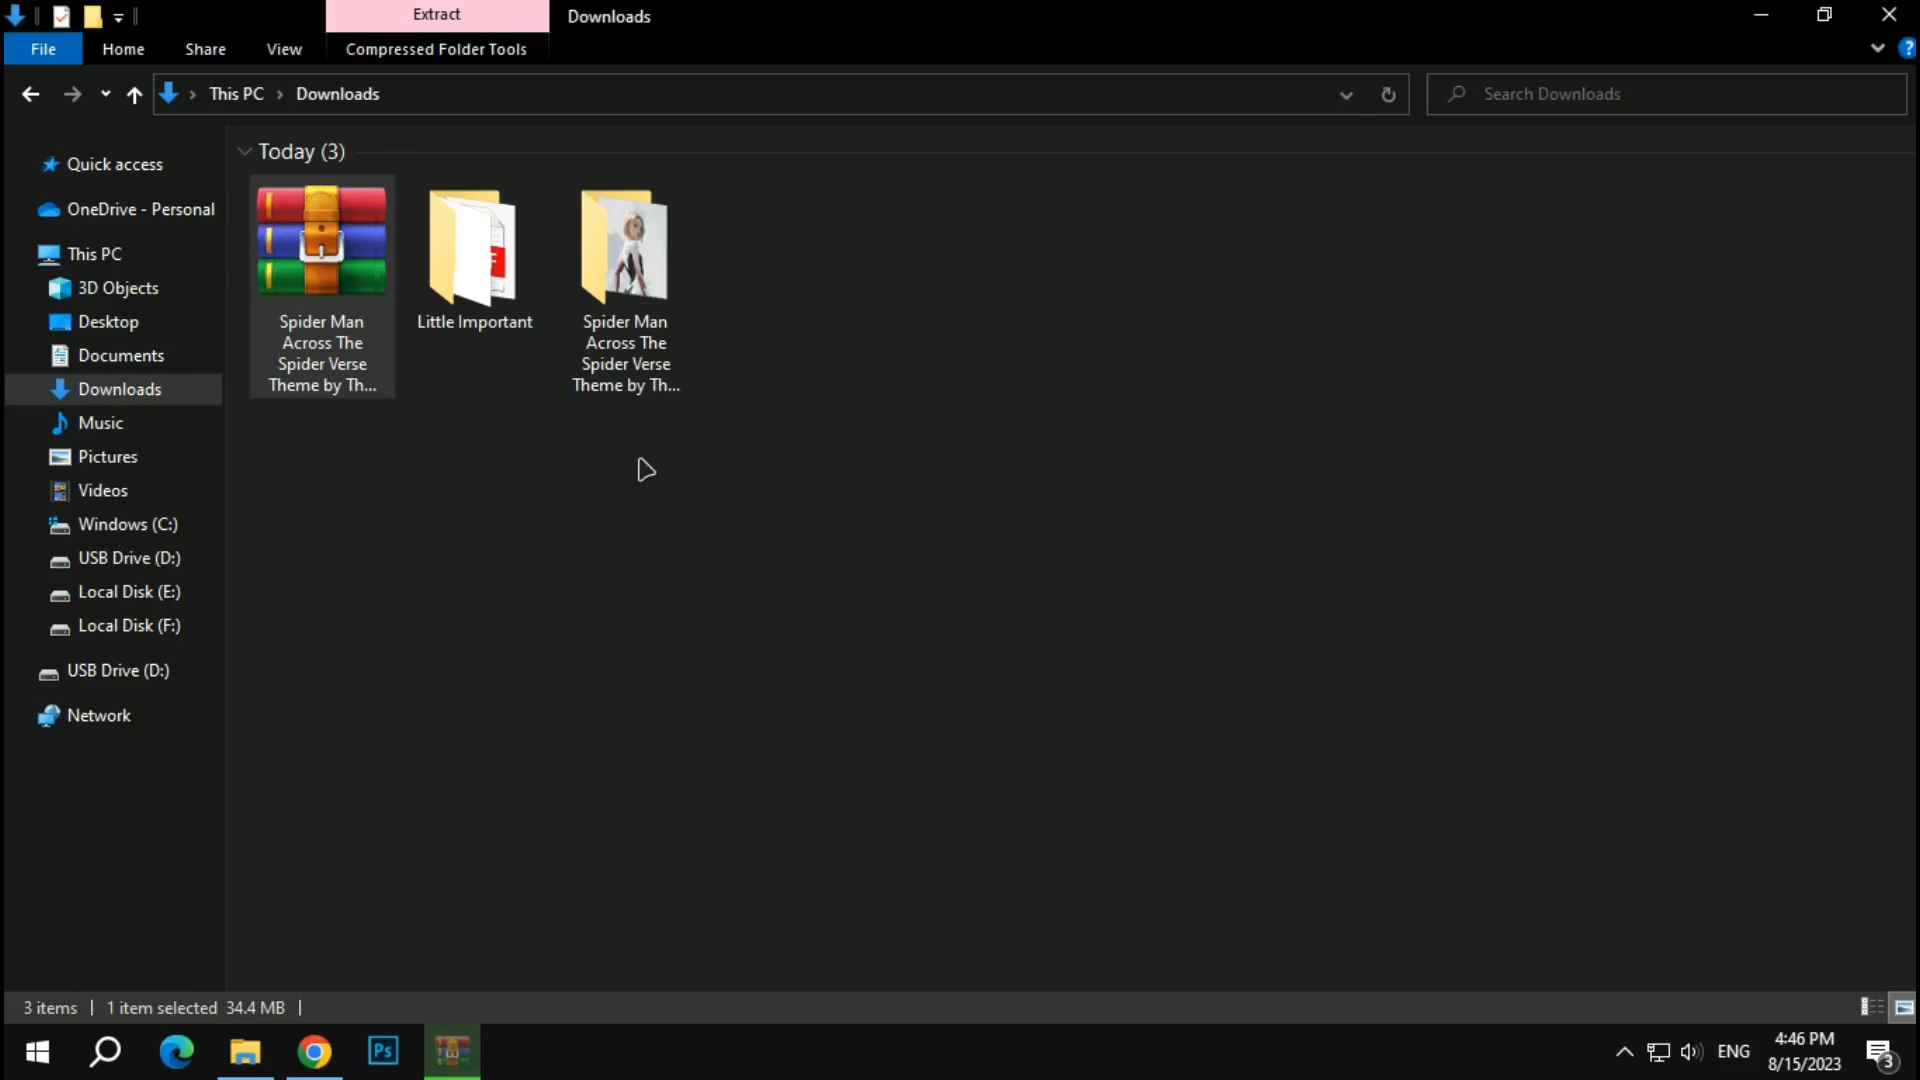 Extract
Downloads
File
Home
Share
View
Compressed Folder Tools
?
This PC
Downloads
Search Downloads
Quick access
OneDrive - Personal
This PC
3D Objects
Desktop
Documents
Downloads
Music
Pictures
Videos
Windows (C:)
USB Drive (D:)
Local Disk (E:)
Local Disk (F:)
USB Drive (D:)
Network
Today (3)
Spider Man
Across The
Spider Verse
Theme by Th...
Little Important
Spider Man
Across The
Spider Verse
Theme by Th...
3 items
1 item selected 34.4 MB
Ps
ENG
4:46 PM
8/15/2023
3